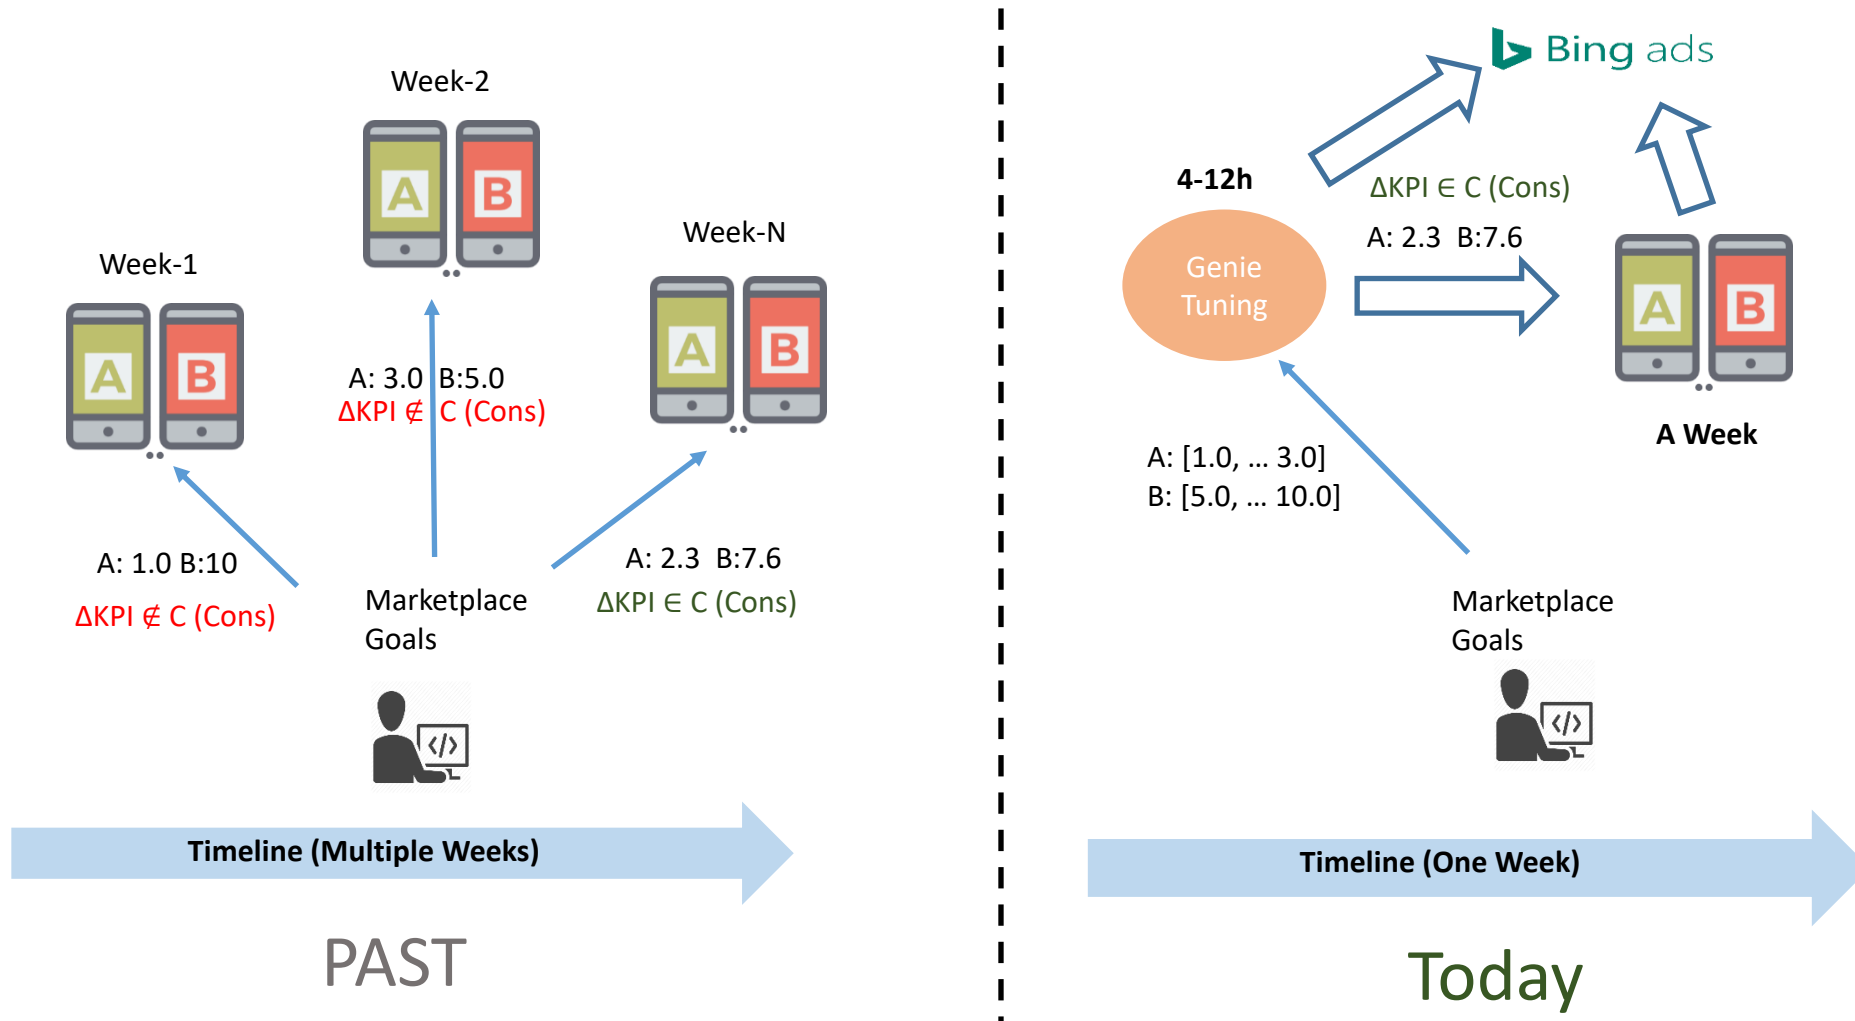 Week-2
A B
Week-N
A B
Week-1
A B
A: 3.0 B:5.0
ΔKPI ∉ C (Cons)
A: 1.0 B:10
ΔKPI ∉ C (Cons)
A: 2.3 B:7.6
ΔKPI ∈ C (Cons)
Marketplace
Goals
</>
Timeline (Multiple Weeks)
PAST
Bing ads
4-12h
ΔKPI ∈ C (Cons)
A: 2.3 B:7.6
Genie
Tuning
A B
A Week
A: [1.0, ... 3.0]
B: [5.0, ... 10.0]
Marketplace
Goals
</>
Timeline (One Week)
Today